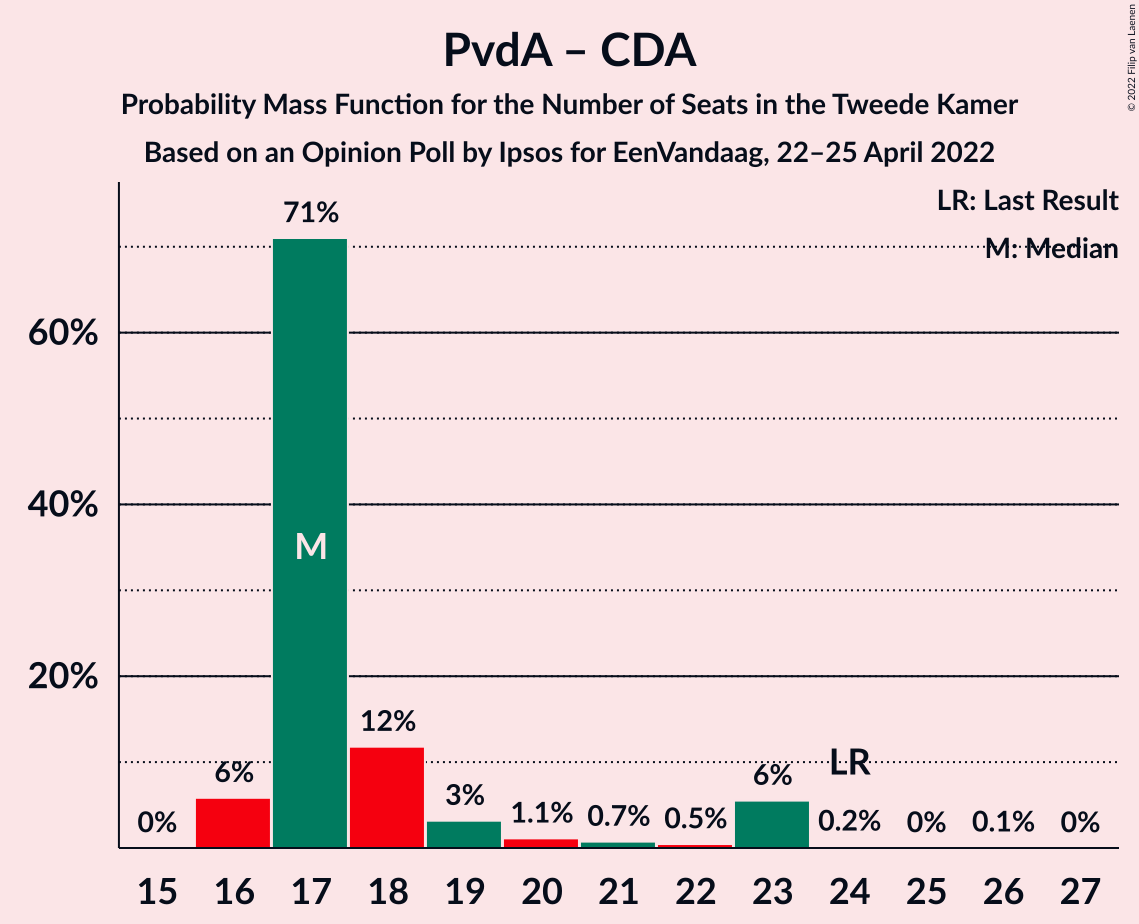 PvdA – CDA
Probability Mass Function for the Number of Seats in the Tweede Kamer
Based on an Opinion Poll by Ipsos for EenVandaag, 22–25 April 2022
© 2022 Filip van Laenen
LR: Last Result
M: Median
60%
40%
20%
0%
6%
71%
M
12%
3%
1.1%
0.7%
0.5%
6%
LR
0.2%
0%
0.1%
0%
15 16 17 18 19 20 21 22 23 24 25 26 27